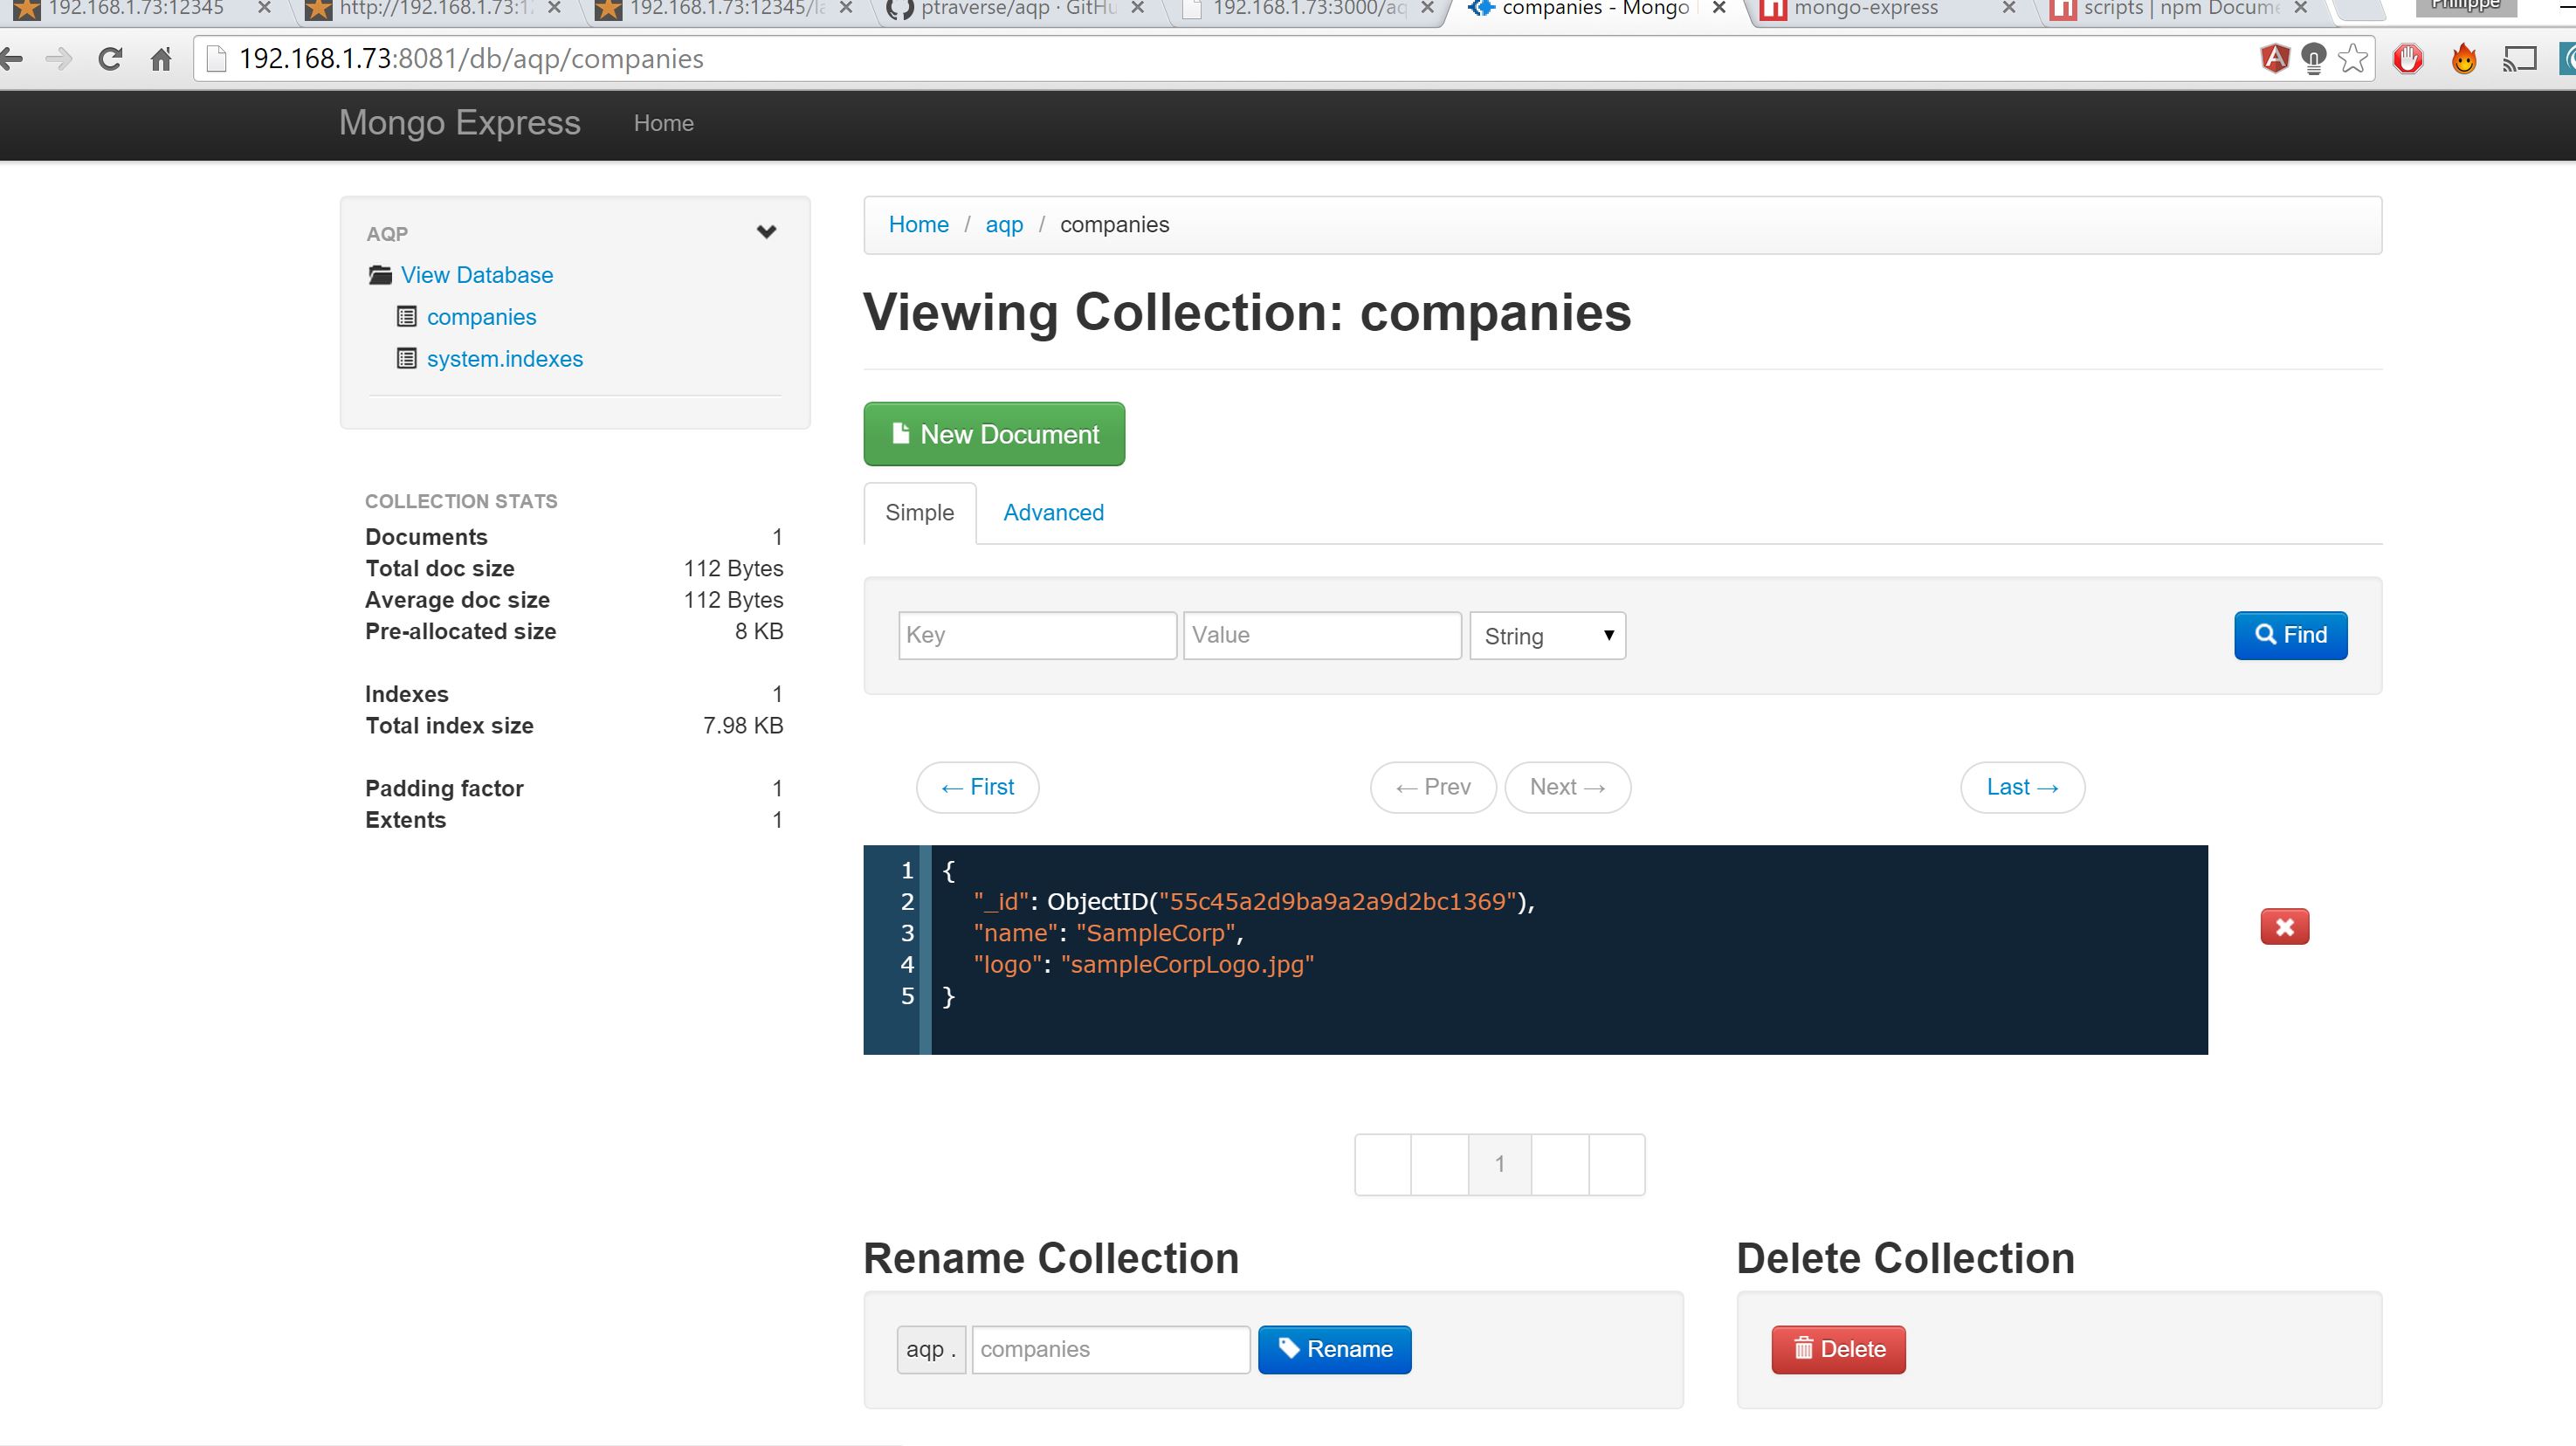 192.168.1.73:12345
http://192.168.1.73:1
192.168.1.73:12345/la
ptraverse/aqp · GitHu
192.168.1.73:3000/aq
companies - Mongo
mongo-express
scripts | npm Docume
Philippe
192.168.1.73:8081/db/aqp/companies
Mongo Express Home
AQP
View Database
companies
system.indexes
COLLECTION STATS
Documents 1
Total doc size 112 Bytes
Average doc size 112 Bytes
Pre-allocated size 8 KB
Indexes 1
Total index size 7.98 KB
Padding factor 1
Extents 1
Home / aqp / companies
Viewing Collection: companies
New Document
Simple Advanced
Key Value String Find
← First ← Prev Next → Last →
1 {
2 "_id": ObjectID("55c45a2d9ba9a2a9d2bc1369"),
3 "name": "SampleCorp",
4 "logo": "sampleCorpLogo.jpg"
5 }
1
Rename Collection
aqp . companies Rename
Delete Collection
Delete